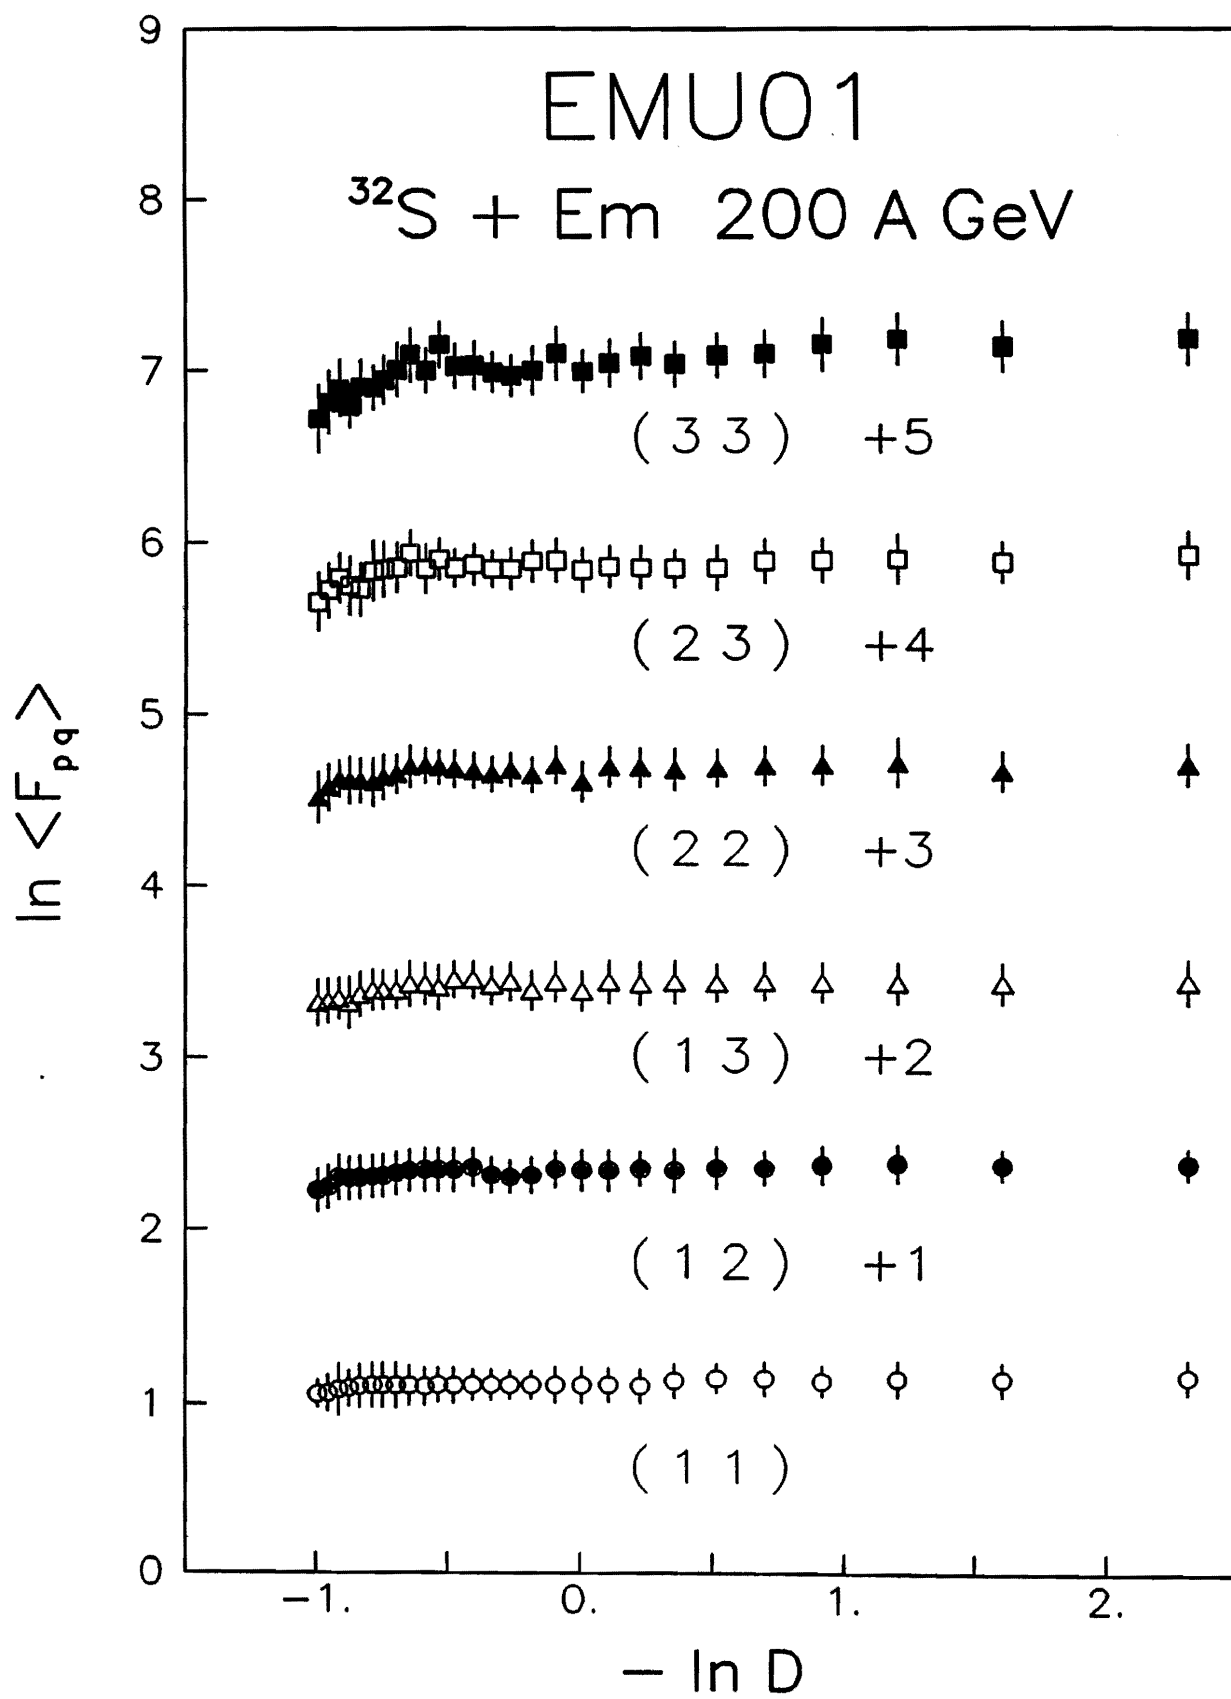 EMU01
³²S + Em 200 A GeV
9
8
7
6
5
4
3
2
1
0
ln <F_pq>
( 3 3 ) +5
( 2 3 ) +4
( 2 2 ) +3
( 1 3 ) +2
( 1 2 ) +1
( 1 1 )
−1. 0. 1. 2.
− ln D